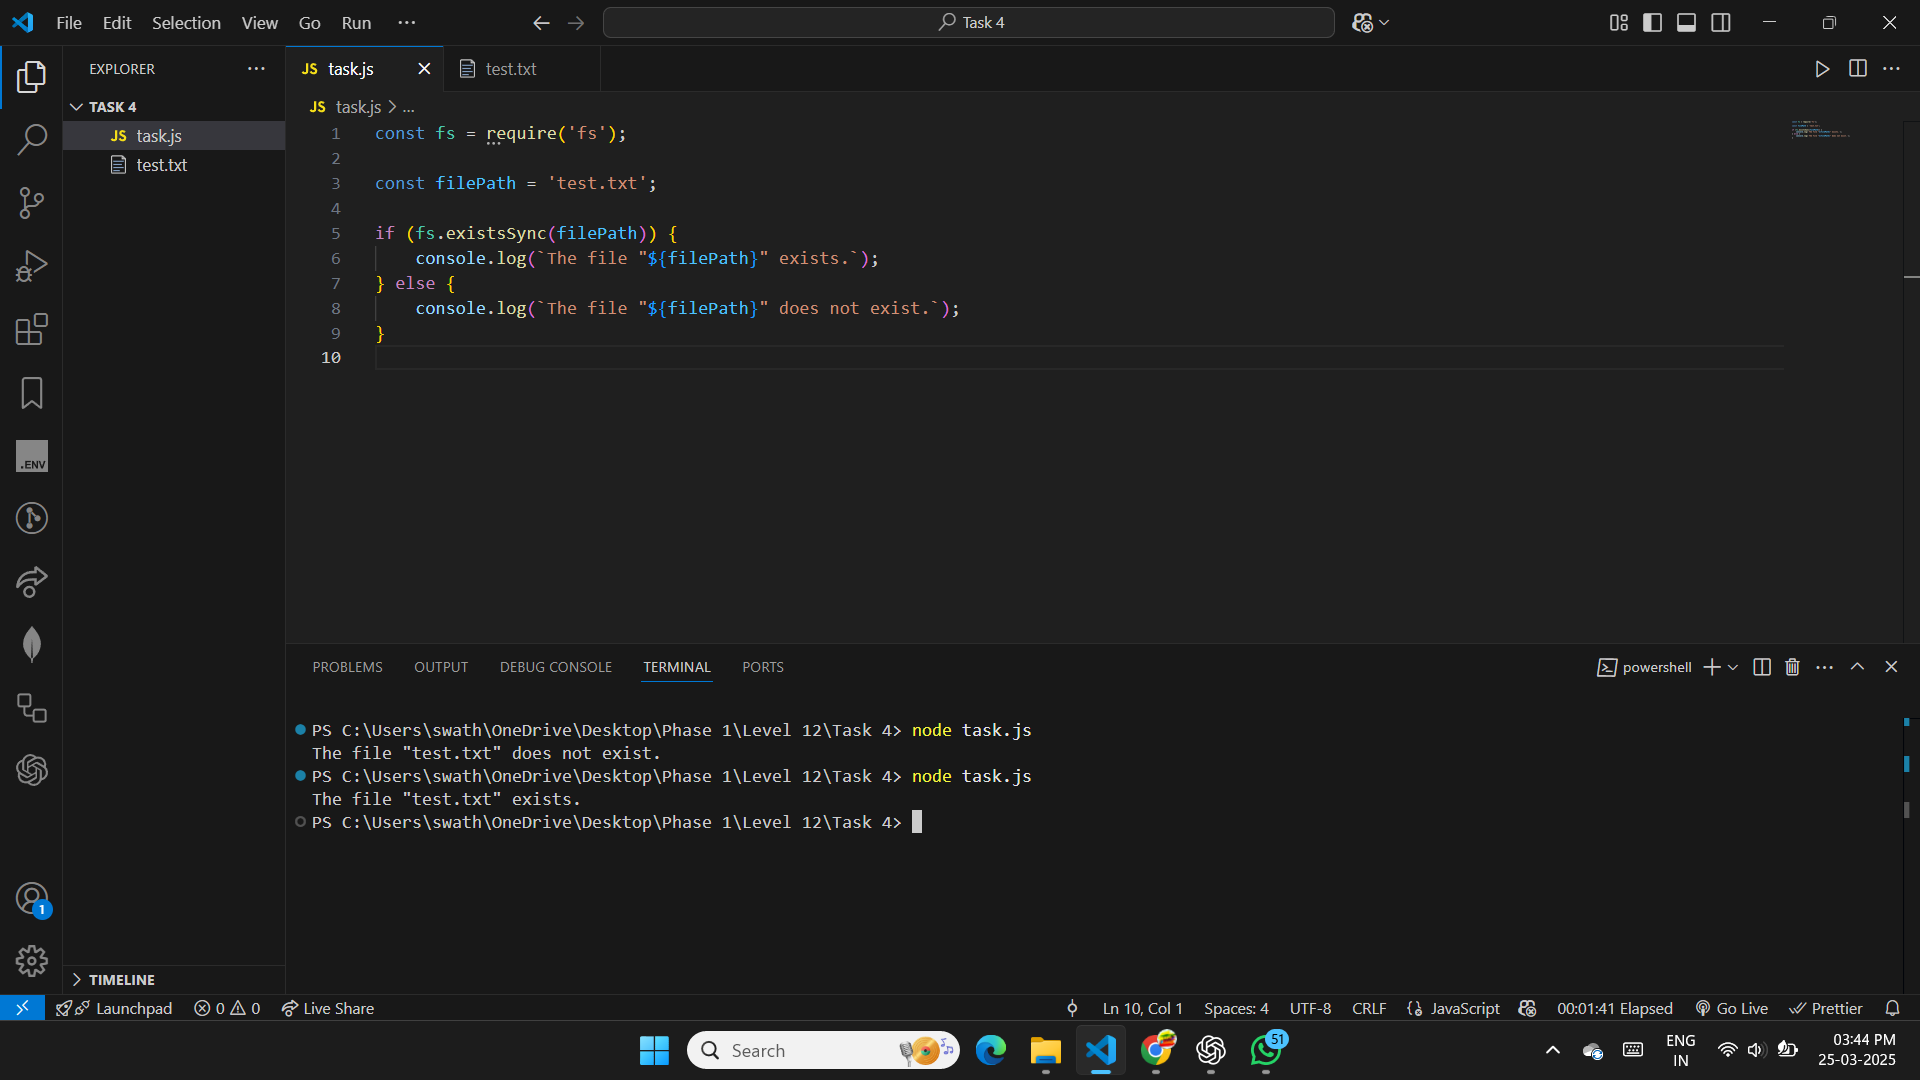 File Edit Selection View Go Run ...
Task 4
EXPLORER ...
TASK 4
JS task.js
test.txt
JS task.js
test.txt
JS task.js > ...
1 const fs = require('fs');
2
3 const filePath = 'test.txt';
4
5 if (fs.existsSync(filePath)) {
6 console.log(`The file "${filePath}" exists.`);
7 } else {
8 console.log(`The file "${filePath}" does not exist.`);
9 }
10
.ENV
1
TIMELINE
PROBLEMS OUTPUT DEBUG CONSOLE TERMINAL PORTS
powershell
PS C:\Users\swath\OneDrive\Desktop\Phase 1\Level 12\Task 4> node task.js
The file "test.txt" does not exist.
PS C:\Users\swath\OneDrive\Desktop\Phase 1\Level 12\Task 4> node task.js
The file "test.txt" exists.
PS C:\Users\swath\OneDrive\Desktop\Phase 1\Level 12\Task 4>
Launchpad 0 0 Live Share
Ln 10, Col 1 Spaces: 4 UTF-8 CRLF {} JavaScript 00:01:41 Elapsed Go Live Prettier
Search
51
ENG
IN
03:44 PM
25-03-2025